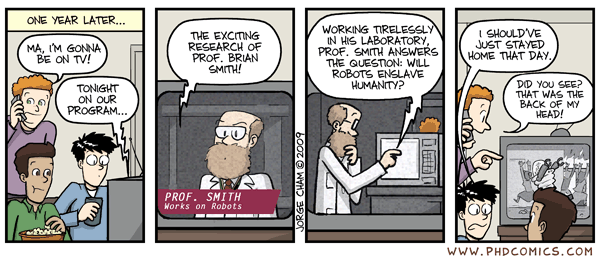 ONE YEAR LATER...
MA, I'M GONNA
BE ON TV!
TONIGHT
ON OUR
PROGRAM...
THE EXCITING
RESEARCH OF
PROF. BRIAN
SMITH!
PROF. SMITH
Works on Robots
JORGE CHAM © 2009
WORKING TIRELESSLY
IN HIS LABORATORY,
PROF. SMITH ANSWERS
THE QUESTION: WILL
ROBOTS ENSLAVE
HUMANITY?
I SHOULD'VE
JUST STAYED
HOME THAT DAY.
DID YOU SEE?
THAT WAS THE
BACK OF MY
HEAD!
WWW.PHDCOMICS.COM